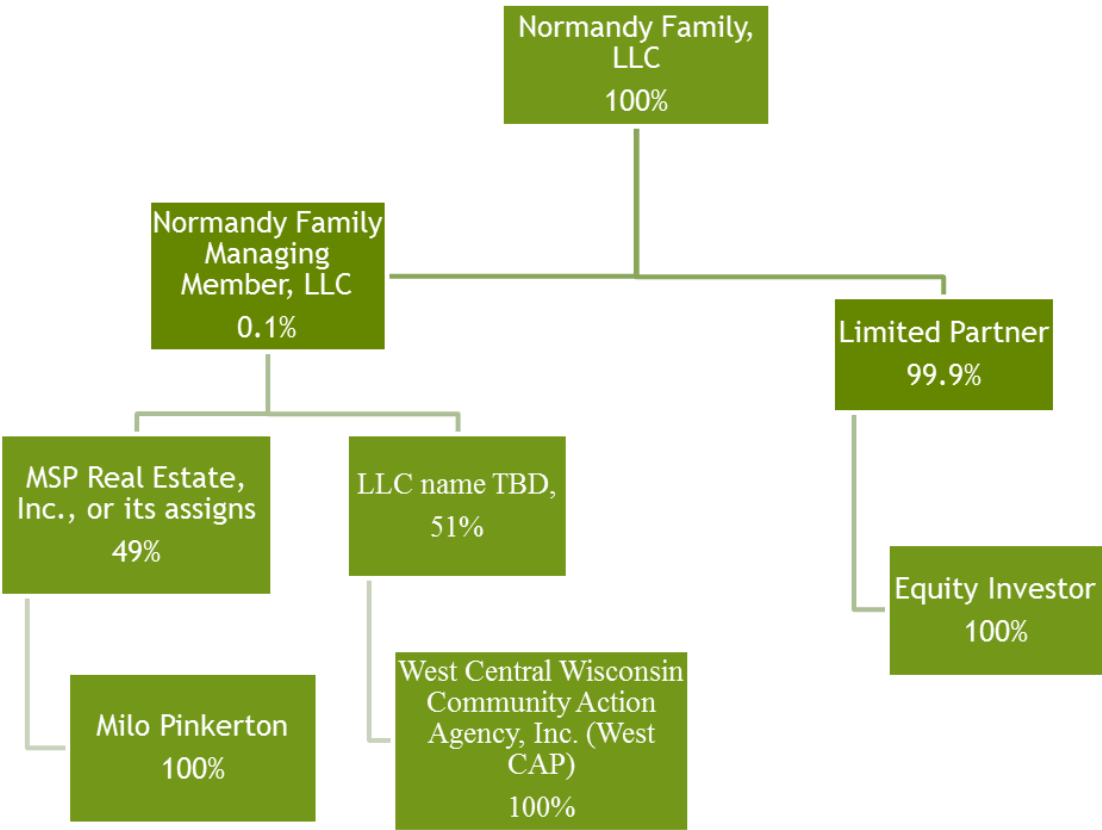 Normandy Family,
LLC
100%
Normandy Family
Managing
Member, LLC
0.1%
Limited Partner
99.9%
MSP Real Estate,
Inc., or its assigns
49%
LLC name TBD,
51%
Equity Investor
100%
Milo Pinkerton
100%
West Central Wisconsin
Community Action
Agency, Inc. (West
CAP)
100%